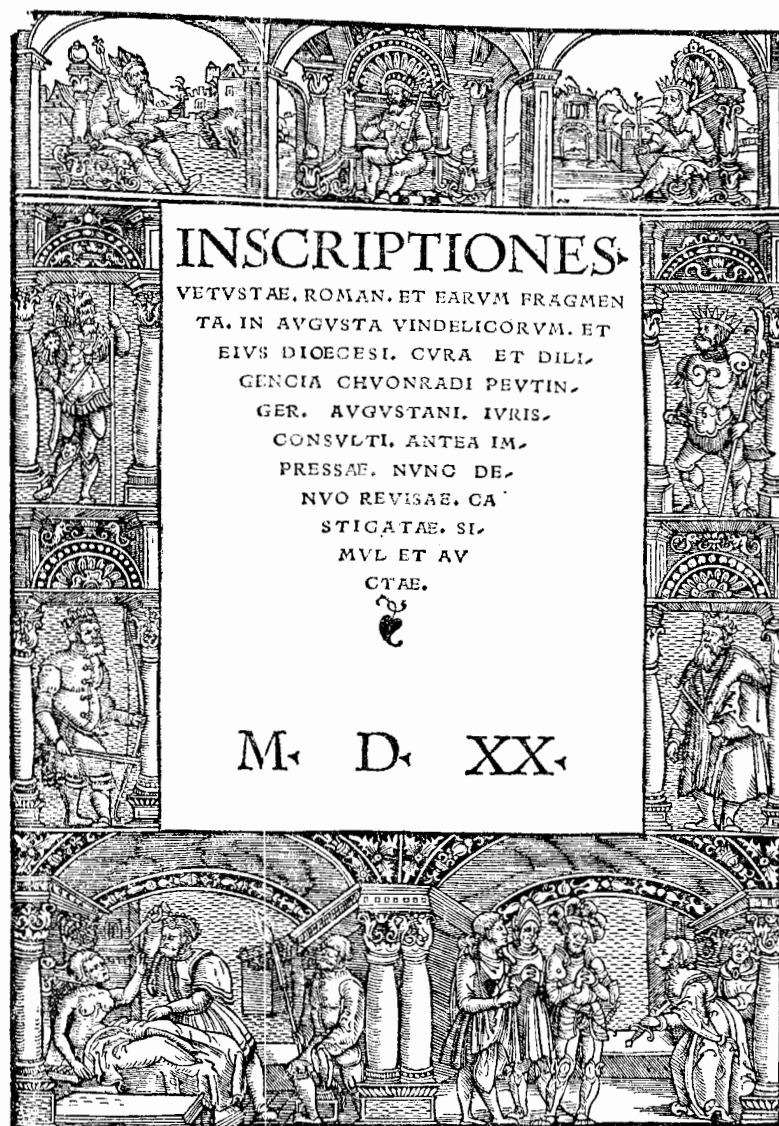 INSCRIPTIONES
VETVSTAE. ROMAN. ET EARVM FRAGMEN
TA. IN AVGVSTA VINDELICORVM. ET
EIVS DIOECESI. CVRA ET DILI-
GENCIA CHVONRADI PEVTIN-
GER. AVGVSTANI. IVRIS-
CONSVLTI. ANTEA IM-
PRESSAE. NVNC DE-
NVO REVISAE. CA
STIGATAE. SI-
MVL ET AV
CTAE.
M. D. XX.